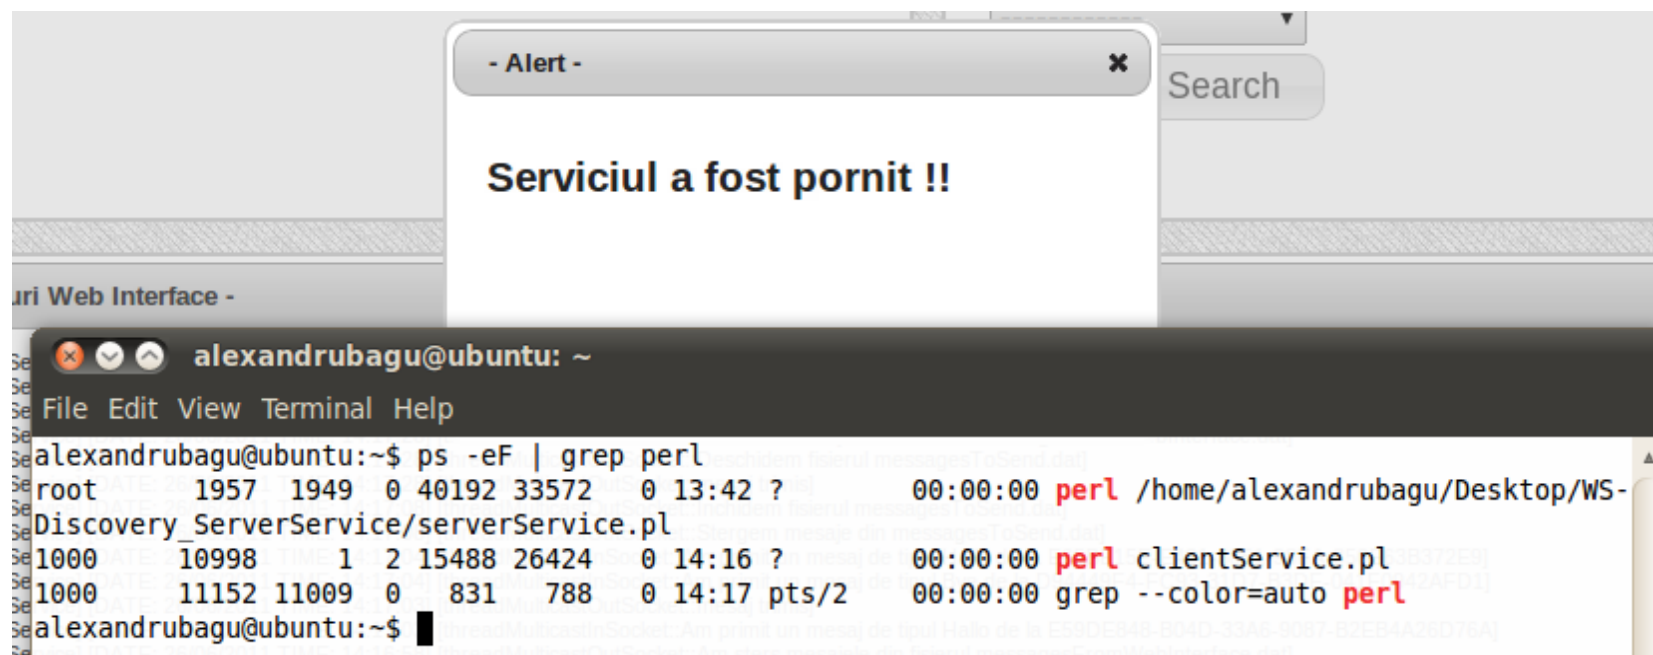 - Alert -
Search
Serviciul a fost pornit !!
uri Web Interface -
alexandrubagu@ubuntu: ~
File Edit View Terminal Help
alexandrubagu@ubuntu:~$ ps -eF | grep perl
root 1957 1949 0 40192 33572 0 13:42 ? 00:00:00 perl /home/alexandrubagu/Desktop/WS-
Discovery_ServerService/serverService.pl
1000 10998 1 2 15488 26424 0 14:16 ? 00:00:00 perl clientService.pl
1000 11152 11009 0 831 788 0 14:17 pts/2 00:00:00 grep --color=auto perl
alexandrubagu@ubuntu:~$